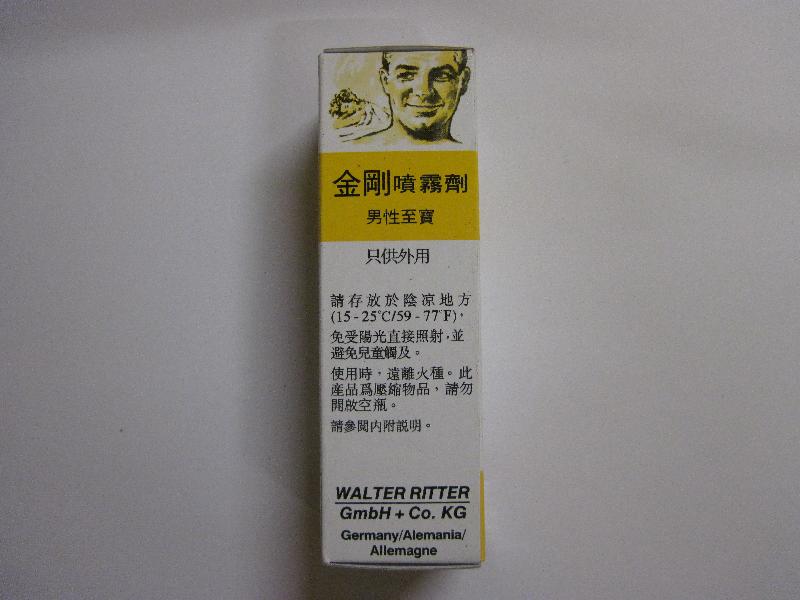 金剛噴霧劑
男性至寶
只供外用
請存放於陰凉地方
(15-25°C/59-77°F)，
免受陽光直接照射，並
避免兒童觸及。
使用時，遠離火種。此
產品爲壓縮物品，請勿
開啟空瓶。
請參閱內附説明。
WALTER RITTER
GmbH + Co. KG
Germany/Alemania/
Allemagne